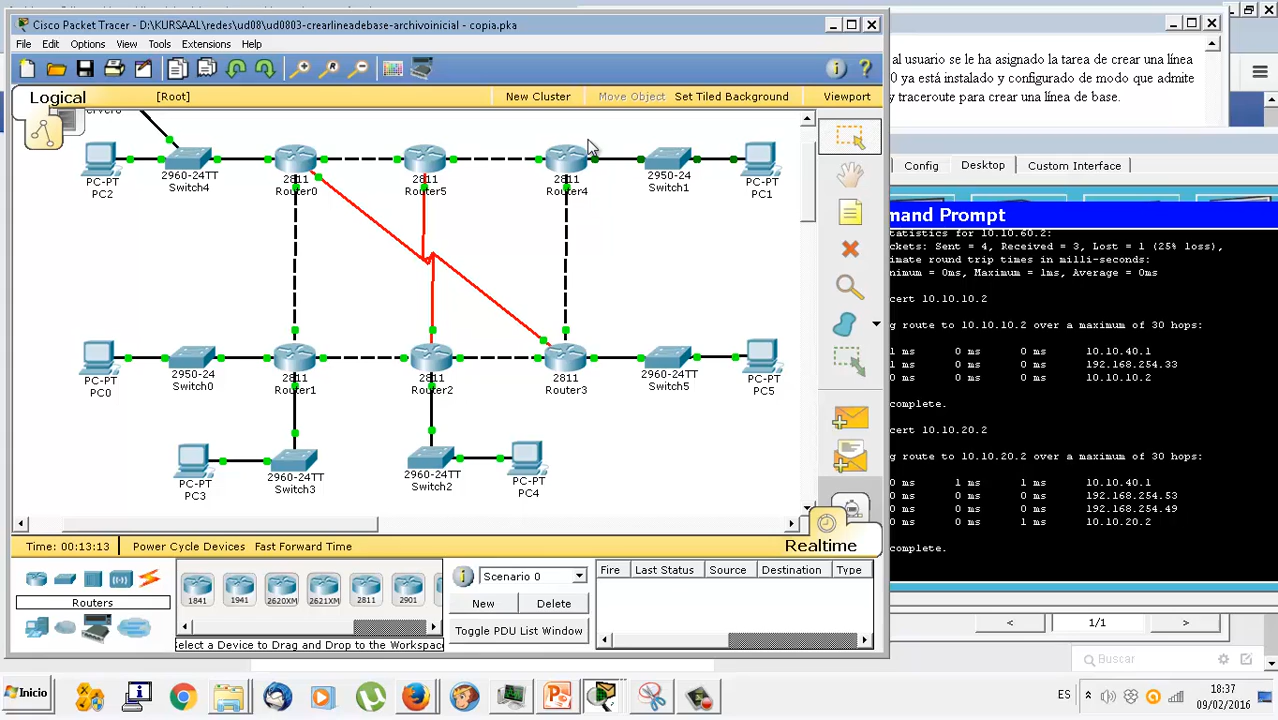 Cisco Packet Tracer - D:\KURSAAL\redes\ud08\ud0803-crearlineadebase-archivoinicial - copia.pka
File Edit Options View Tools Extensions Help
Logical
[Root]
New Cluster
Move Object
Set Tiled Background
Viewport
PC-PT
PC2
2960-24TT
Switch4
2811
Router0
2811
Router5
2811
Router4
2950-24
Switch1
PC-PT
PC1
PC-PT
PC0
2950-24
Switch0
2811
Router1
2811
Router2
2811
Router3
2960-24TT
Switch5
PC-PT
PC5
PC-PT
PC3
2960-24TT
Switch3
2960-24TT
Switch2
PC-PT
PC4
Time: 00:13:13
Power Cycle Devices Fast Forward Time
Realtime
Routers
1841
1941
2620XM
2621XM
2811
2901
Select a Device to Drag and Drop to the Workspac
Scenario 0
New
Delete
Toggle PDU List Window
Fire
Last Status
Source
Destination
Type
al usuario se le ha asignado la tarea de crear una línea
0 ya está instalado y configurado de modo que admite
y traceroute para crear una línea de base.
Config
Desktop
Custom Interface
mand Prompt
tatistics for 10.10.60.2:
ckets: Sent = 4, Received = 3, Lost = 1 (25% loss),
imate round trip times in milli-seconds:
nimum = 0ms, Maximum = 1ms, Average = 0ms
cert 10.10.10.2
g route to 10.10.10.2 over a maximum of 30 hops:
1 ms 0 ms 0 ms 10.10.40.1
0 ms 0 ms 0 ms 192.168.254.33
0 ms 0 ms 0 ms 10.10.10.2
complete.
cert 10.10.20.2
g route to 10.10.20.2 over a maximum of 30 hops:
0 ms 1 ms 1 ms 10.10.40.1
0 ms 0 ms 0 ms 192.168.254.53
0 ms 0 ms 0 ms 192.168.254.49
0 ms 0 ms 1 ms 10.10.20.2
complete.
<
1/1
>
Buscar
Inicio
ES
18:37
09/02/2016